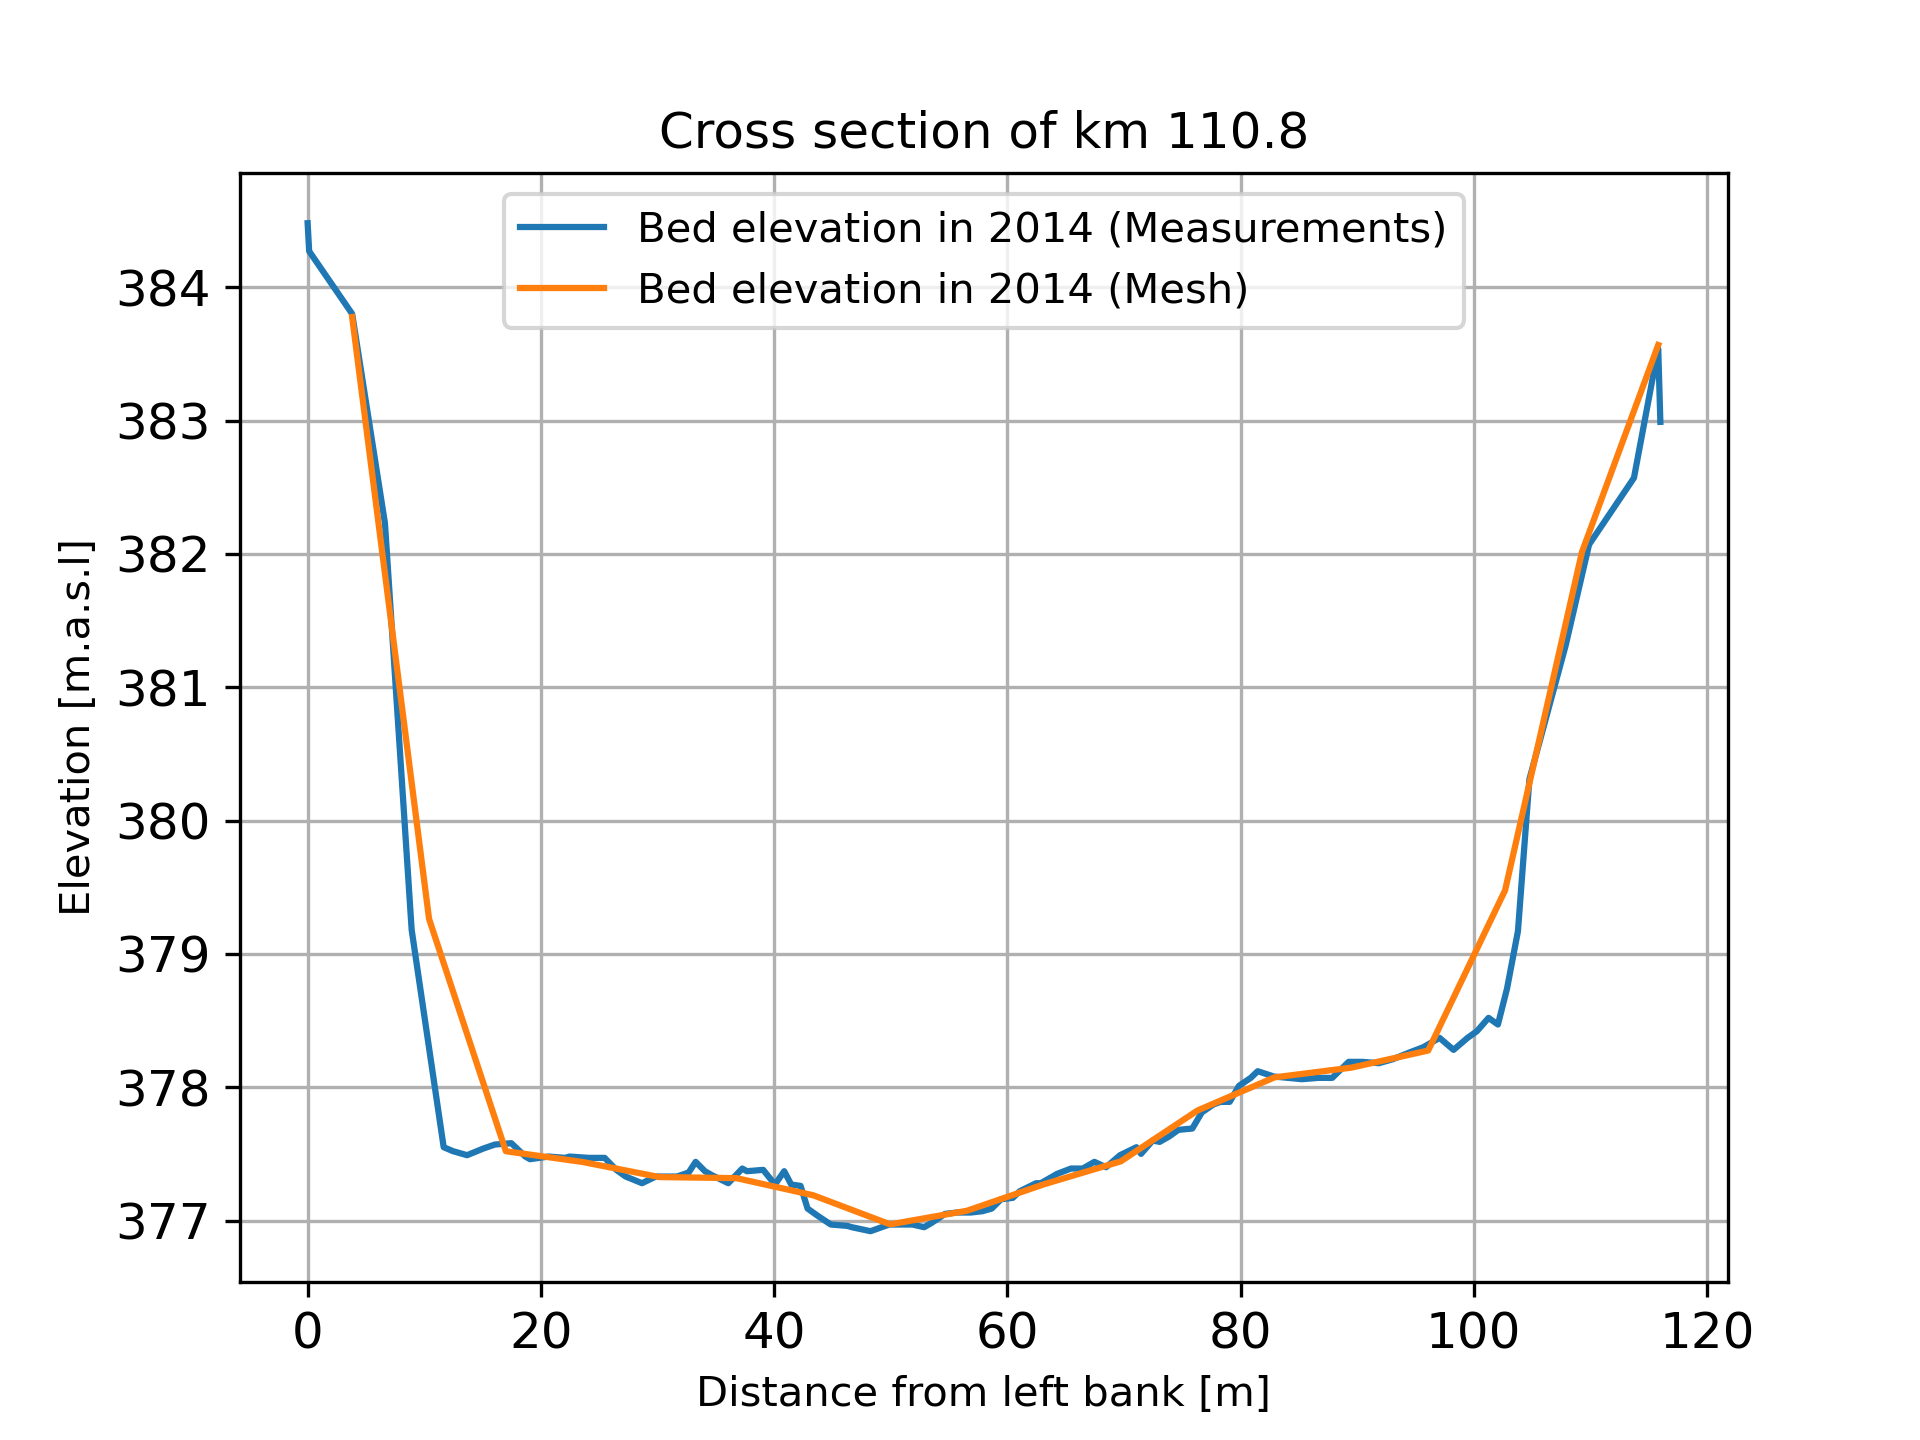 Cross section of km 110.8
Bed elevation in 2014 (Measurements)
Bed elevation in 2014 (Mesh)
384
383
382
381
380
379
378
377
Elevation [m.a.s.l]
0 20 40 60 80 100 120
Distance from left bank [m]